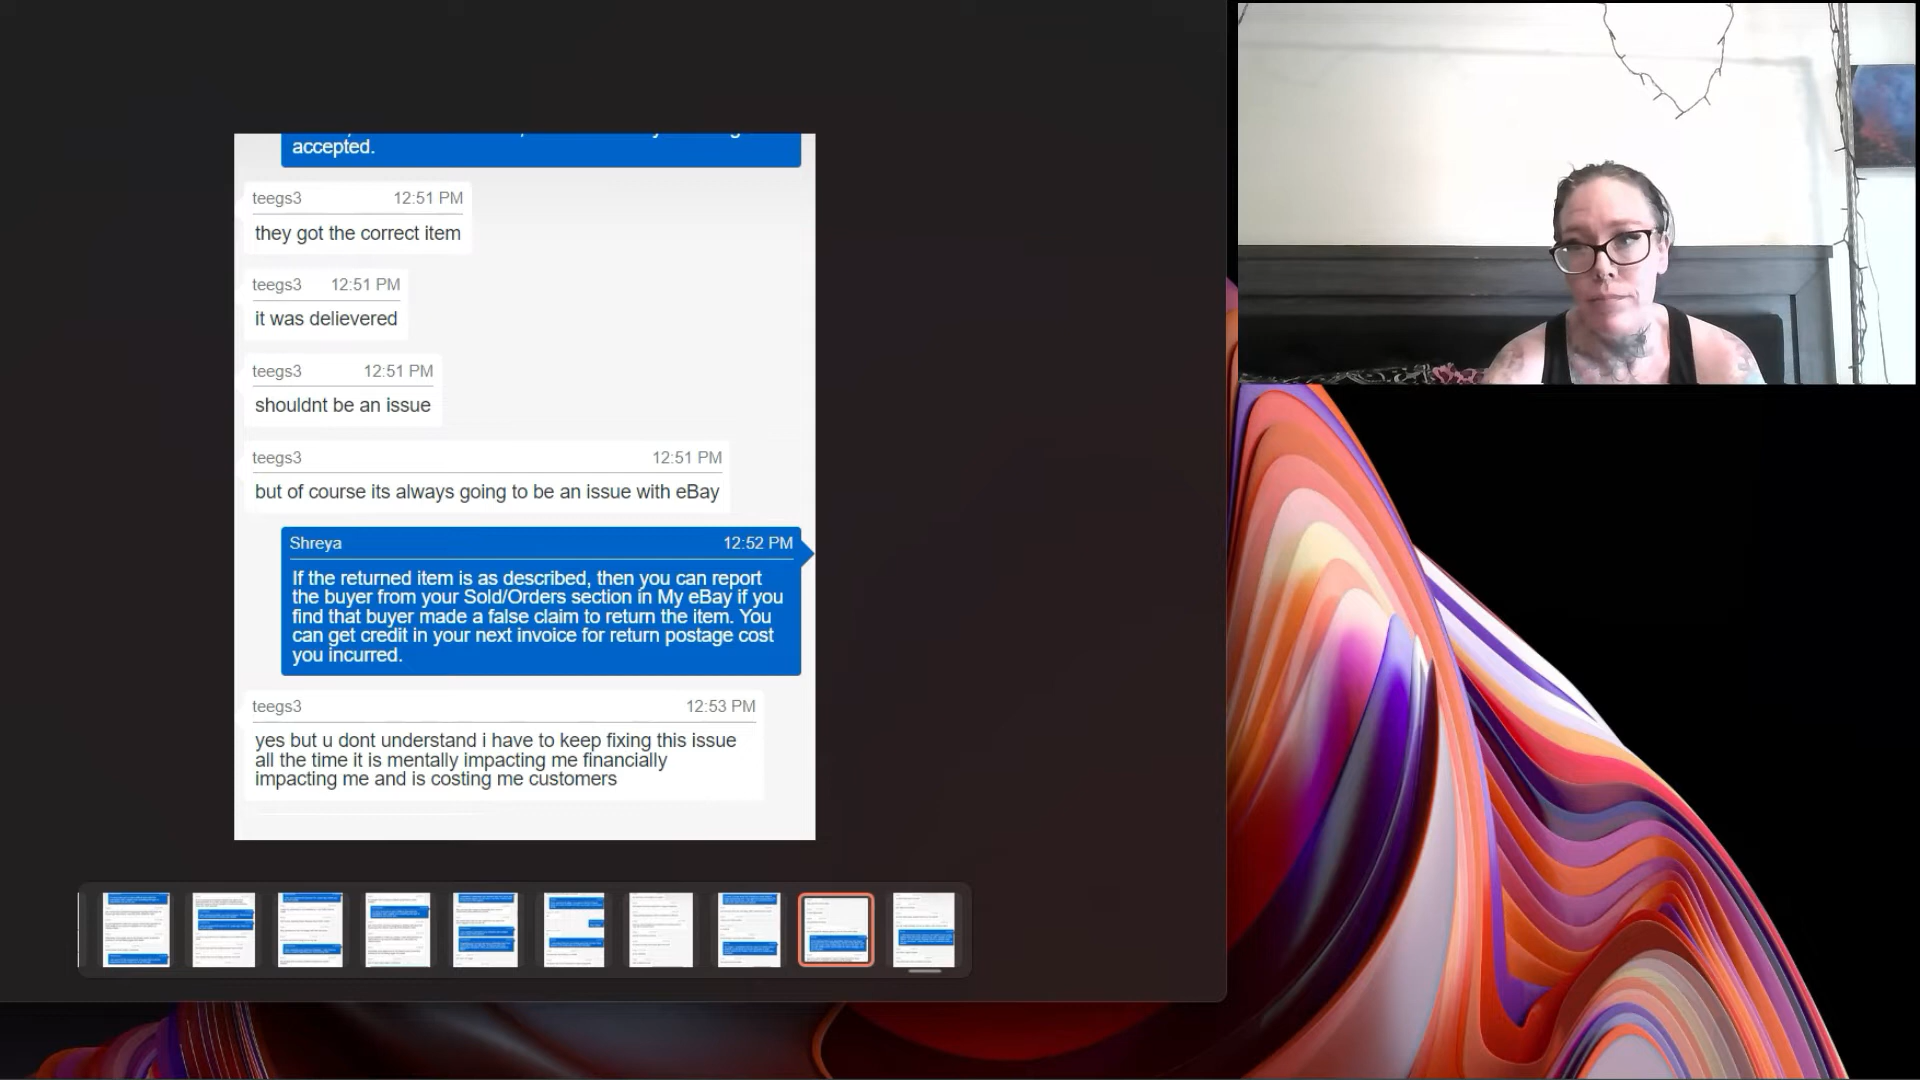 accepted.
teegs3 12:51 PM
they got the correct item
teegs3 12:51 PM
it was delievered
teegs3 12:51 PM
shouldnt be an issue
teegs3 12:51 PM
but of course its always going to be an issue with eBay
Shreya 12:52 PM
If the returned item is as described, then you can report
the buyer from your Sold/Orders section in My eBay if you
find that buyer made a false claim to return the item. You
can get credit in your next invoice for return postage cost
you incurred.
teegs3 12:53 PM
yes but u dont understand i have to keep fixing this issue
all the time it is mentally impacting me financially
impacting me and is costing me customers